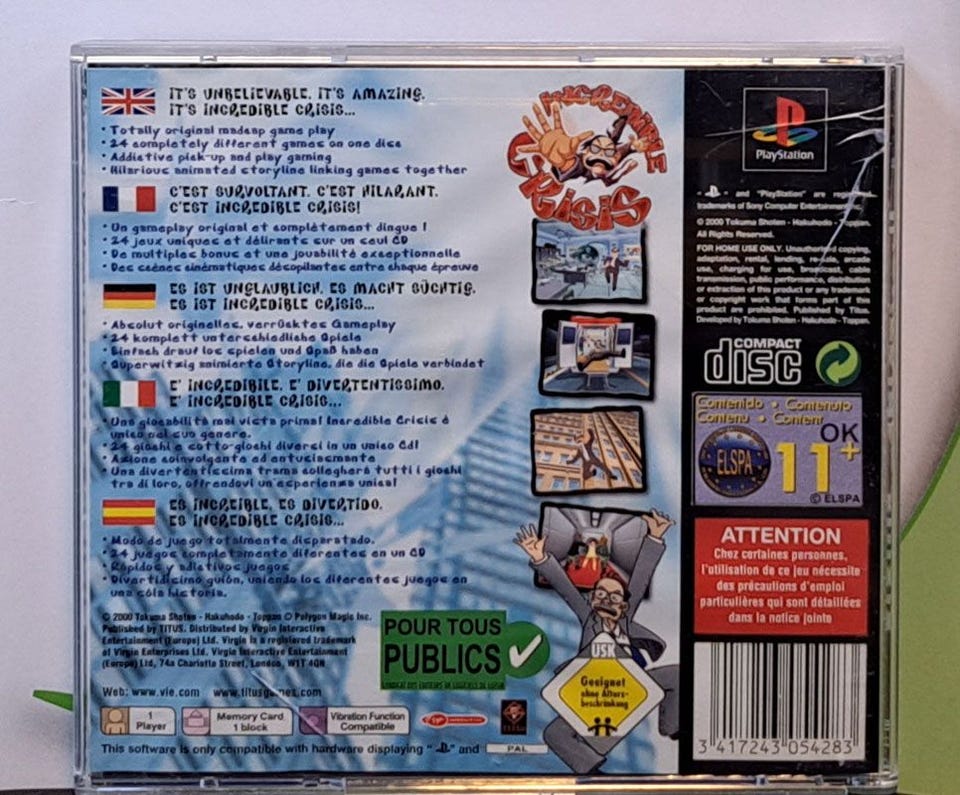 IT'S UNBELIEVABLE. IT'S AMAZING.
IT'S INCREDIBLE CRISIS...
• Totally original madcap game play
• 24 completely different games on one disc
• Addictive pick-up and play gaming
• Hilarious animated storyline linking games together
C'EST SURVOLTANT. C'EST HILARANT.
C'EST INCREDIBLE CRISIS!
• Un gameplay original et complètement dingue !
• 24 jeux uniques et délirants sur un seul CD
• De multiples bonus et une jouabilité exceptionnelle
• Des scènes cinématiques décopilantes entre chaque épreuve
ES IST UNGLAUBLICH. ES MACHT SÜCHTIG.
ES IST INCREDIBLE CRISIS...
• Absolut originelles, verrücktes Gameplay
• 24 komplett unterschiedliche Spiele
• Einfach drauf los spielen und Spaß haben
• Superwitzig animierte Storyline, die die Spiele verbindet
E' INCREDIBILE. E' DIVERTENTISSIMO.
E' INCREDIBLE CRISIS...
• Una giocabilità mai vista prima! Incredible Crisis è
unico nel suo genere.
• 24 giochi e sotto-giochi diversi in un unico Cd!
• Azione coinvolgente ed entusiasmante
• Una divertentissima trama collegherà tutti i giochi
tra di loro, offrendovi un'esperienza unica!
ES INCREÍBLE. ES DIVERTIDO.
ES INCREDIBLE CRISIS...
• Modo de juego totalmente disparatado.
• 24 juegos completamente diferentes en un CD
• Rápidos y adictivos juegos
• Divertidísimo guión, uniendo los diferentes juegos en
una sóla historia.
© 2000 Tokuma Shoten - Hakuhodo - Toppan © Polygon Magic Inc.
Published by TITUS. Distributed by Virgin Interactive
Entertainment (Europe) Ltd. Virgin is a registered trademark
of Virgin Enterprises Ltd. Virgin Interactive Entertainment
(Europe) Ltd, 74a Charlotte Street, London, W1T 4QN
Web: www.vie.com www.titusgames.com
1
Player
Memory Card
1 block
Vibration Function
Compatible
This software is only compatible with hardware displaying " " and PAL
INCREDIBLE
CRISIS
POUR TOUS
PUBLICS
SYNDICAT DES EDITEURS DE LOGICIELS DE LOISIR
USK
Geeignet
ohne Alters-
beschränkung
USK
PlayStation
" " and "PlayStation" are registered
trademarks of Sony Computer Entertainment Inc.
© 2000 Tokuma Shoten - Hakuhodo - Toppan.
All Rights Reserved.
FOR HOME USE ONLY. Unauthorised copying,
adaptation, rental, lending, re-sale, arcade
use, charging for use, broadcast, cable
transmission, public performance, distribution
or extraction of this product or any trademark
or copyright work that forms part of this
product are prohibited. Published by Titus.
Developed by Tokuma Shoten - Hakuhodo - Toppan.
COMPACT
disc
Contenido • Contenuto
Contenu • Content
OK
ELSPA
11+
© ELSPA
ATTENTION
Chez certaines personnes,
l'utilisation de ce jeu nécessite
des précautions d'emploi
particulières qui sont détaillées
dans la notice jointe
3 417243 054283